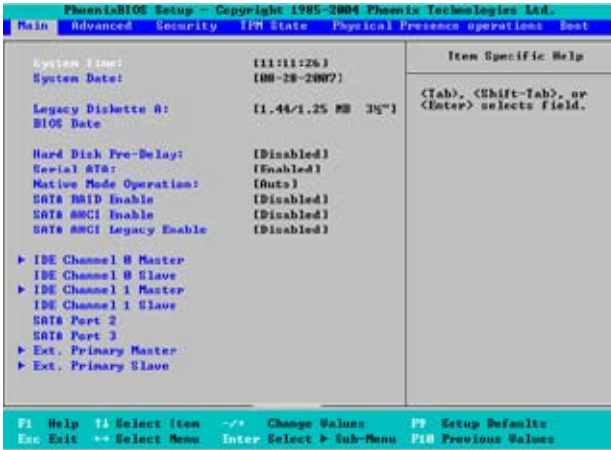 PhoenixBIOS Setup - Copyright 1985-2004 Phoenix Technologies Ltd.
Main Advanced Security TPM State Physical Presence operations Boot
System Time: [11:11:26]
System Date: [08-28-2007]
Legacy Diskette A: [1.44/1.25 MB 3½"]
BIOS Date
Hard Disk Pre-Delay: [Disabled]
Serial ATA: [Enabled]
Native Mode Operation: [Auto]
SATA RAID Enable [Disabled]
SATA AHCI Enable [Disabled]
SATA AHCI Legacy Enable [Disabled]
▶ IDE Channel 0 Master
IDE Channel 0 Slave
▶ IDE Channel 1 Master
IDE Channel 1 Slave
SATA Port 2
SATA Port 3
▶ Ext. Primary Master
▶ Ext. Primary Slave
Item Specific Help
<Tab>, <Shift-Tab>, or
<Enter> selects field.
F1 Help ↑↓ Select Item -/+ Change Values F9 Setup Defaults
Esc Exit ↔ Select Menu Enter Select ▶ Sub-Menu F10 Previous Values